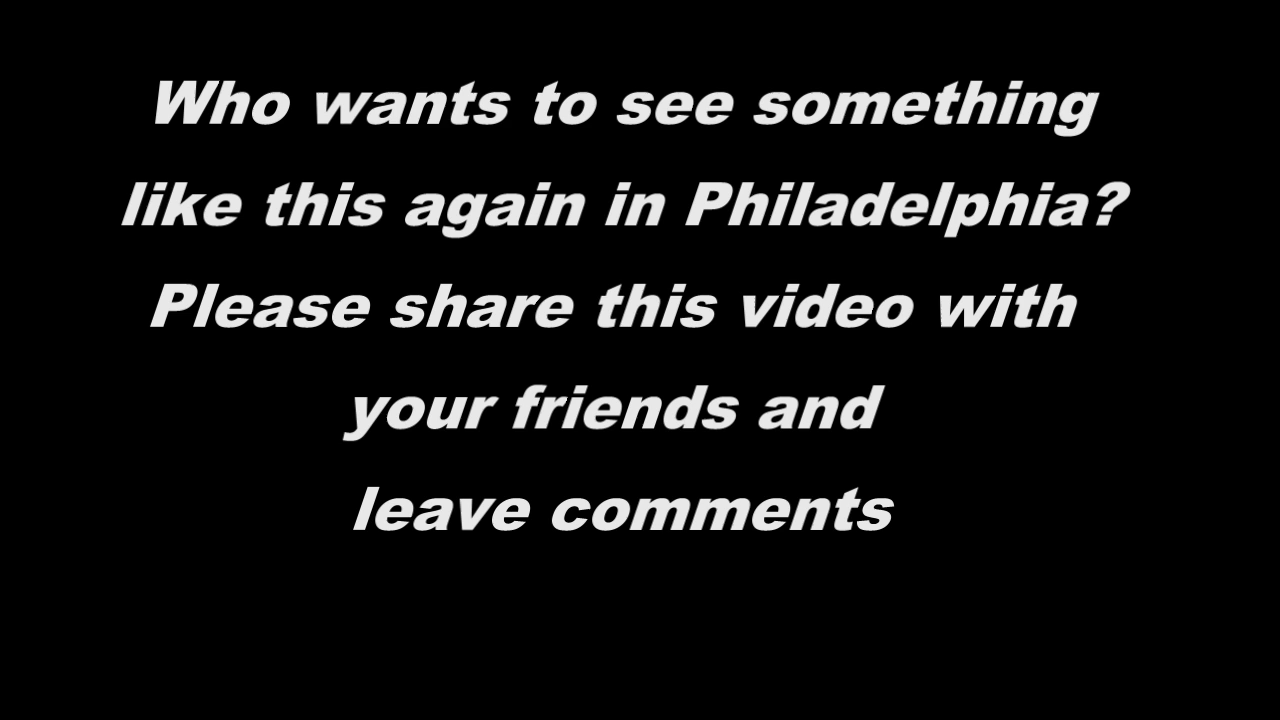 Who wants to see something
like this again in Philadelphia?
Please share this video with
your friends and
leave comments